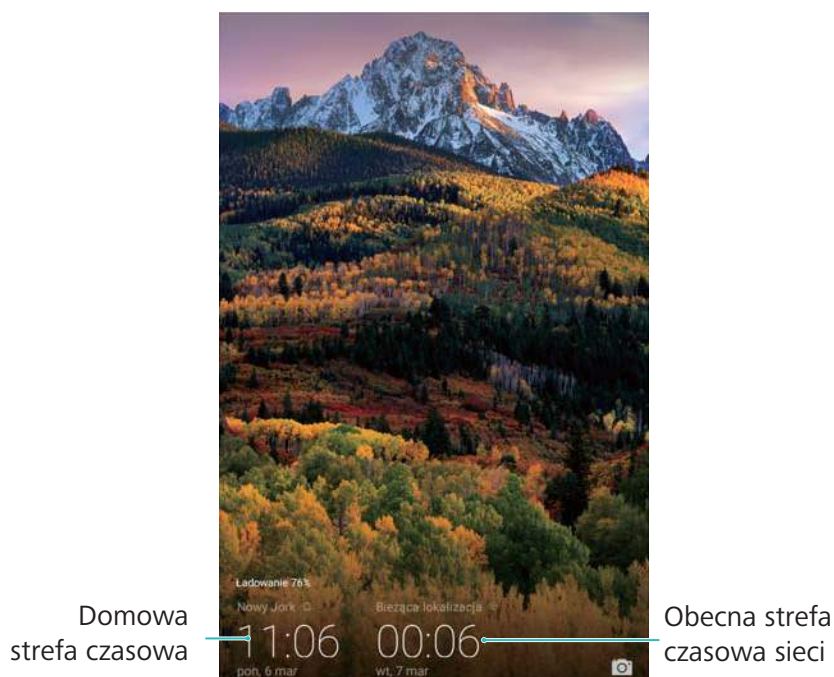 Ładowanie 76%
Nowy Jork
Bieżąca lokalizacja
11:06
00:06
pon, 6 mar
wt, 7 mar
Domowa
strefa czasowa
Obecna strefa
czasowa sieci